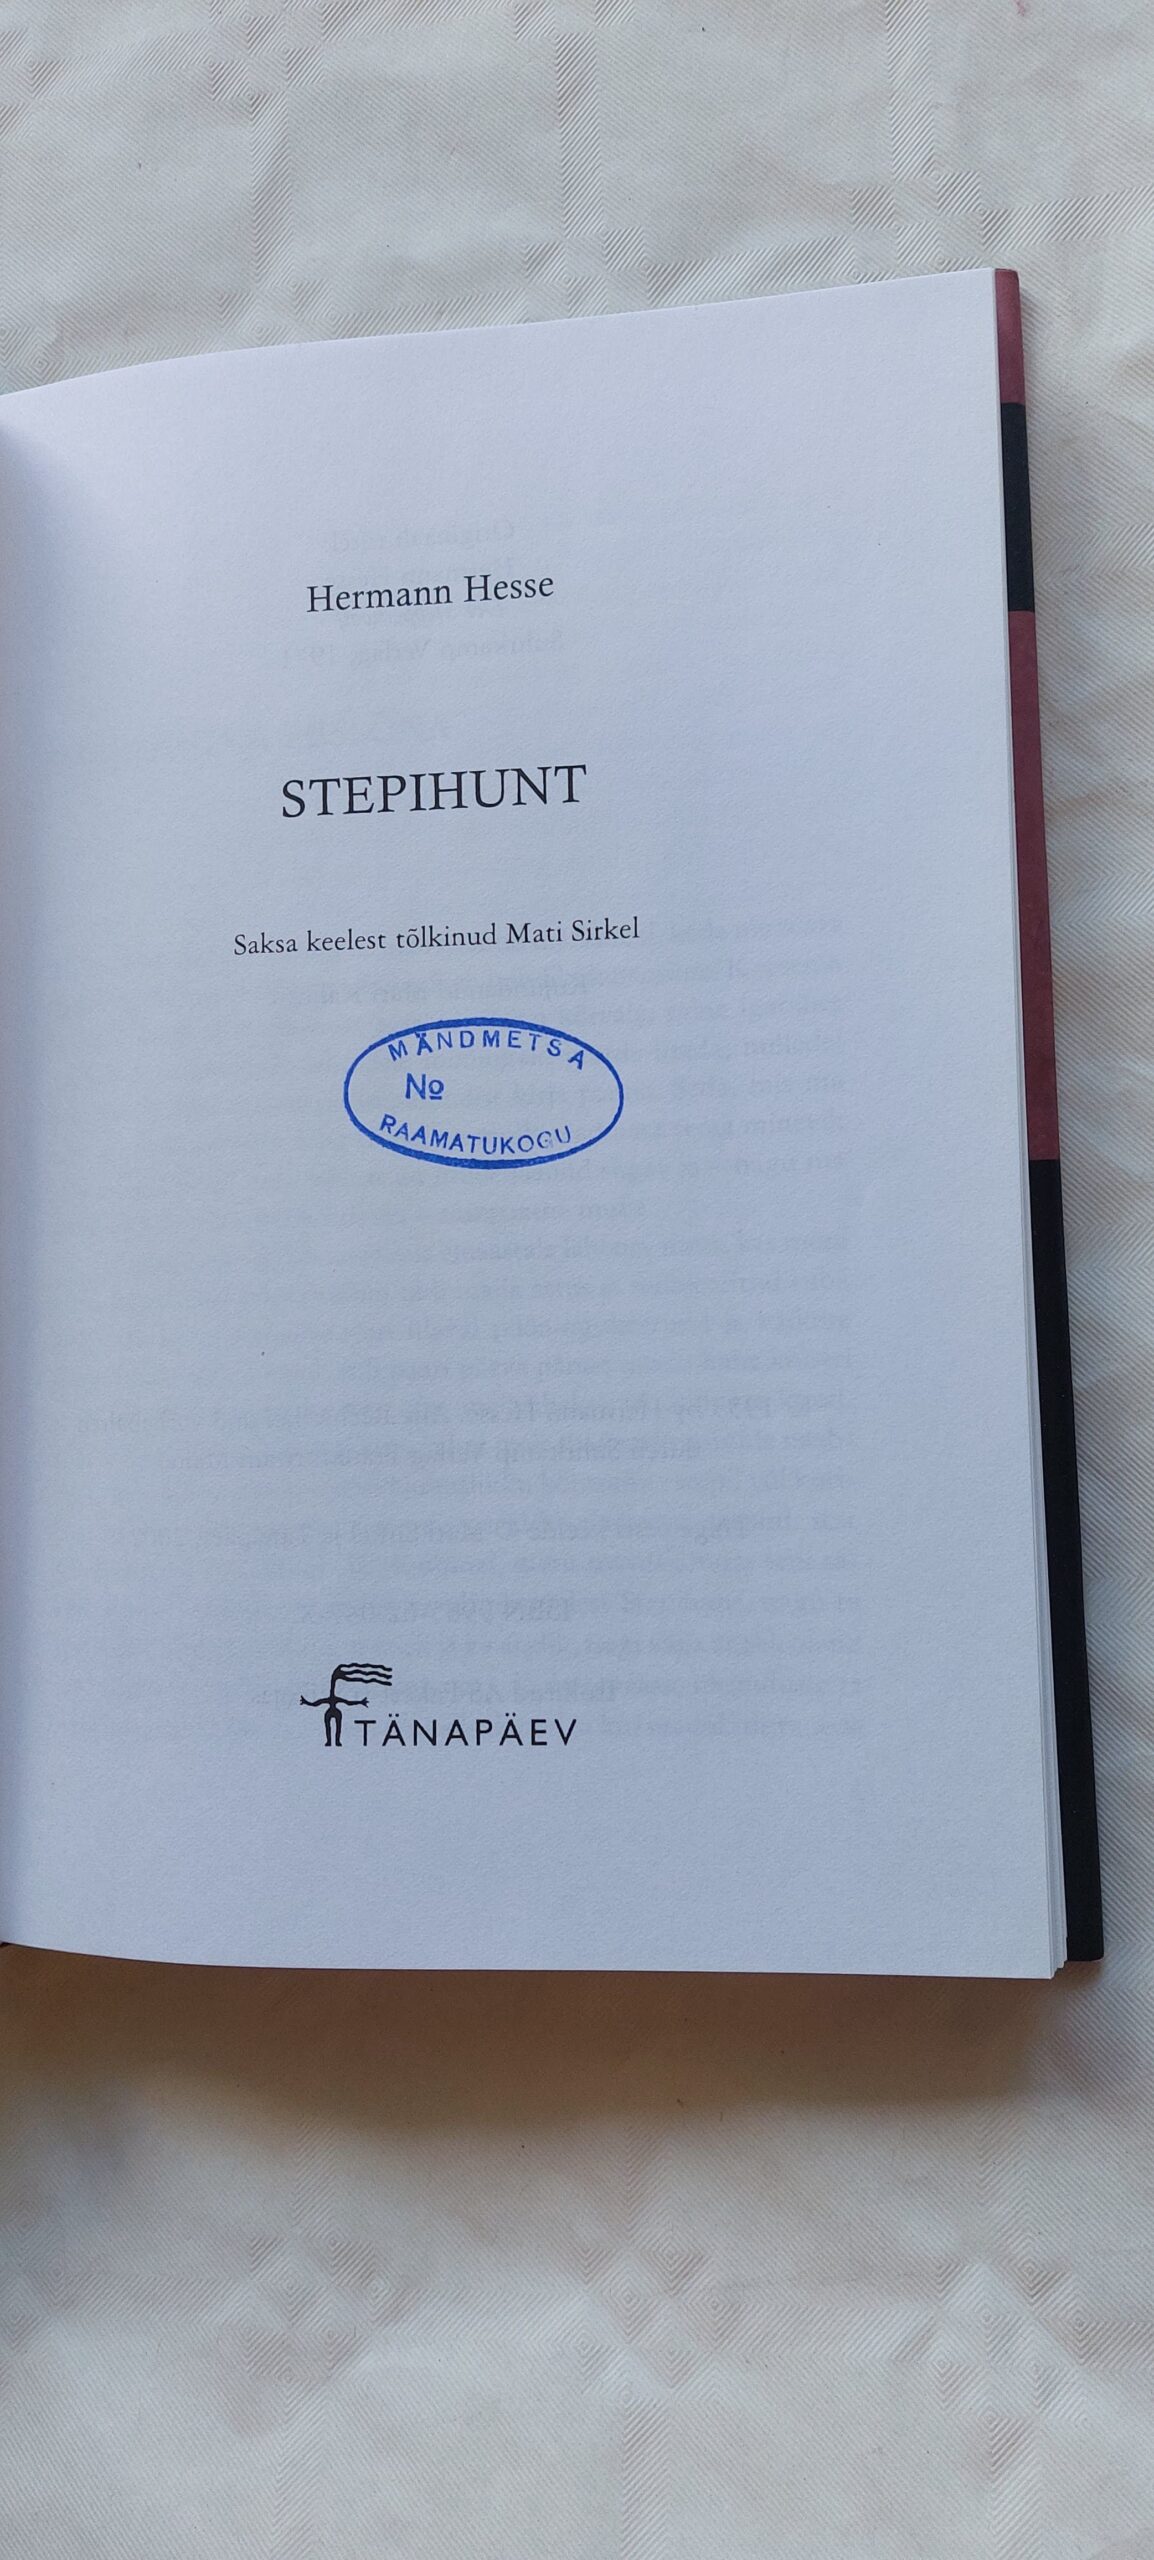 Hermann Hesse
STEPIHUNT
Saksa keelest tõlkinud Mati Sirkel
MÄNDMETSA
No
RAAMATUKOGU
TÄNAPÄEV